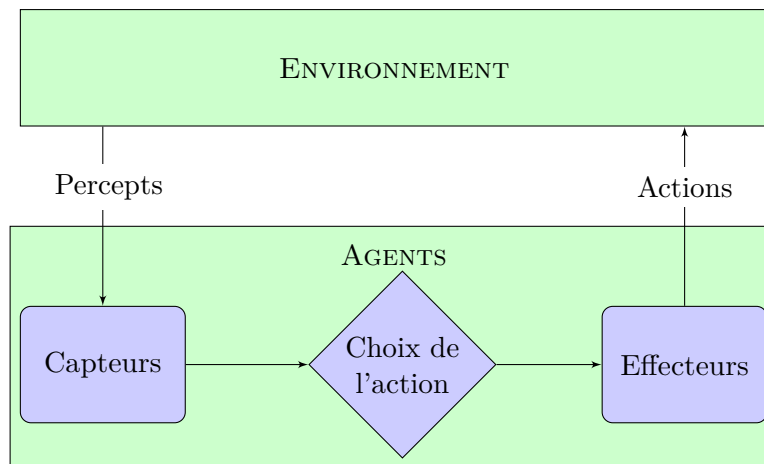 ENVIRONNEMENT
Percepts
Actions
AGENTS
Capteurs
Choix de
l'action
Effecteurs